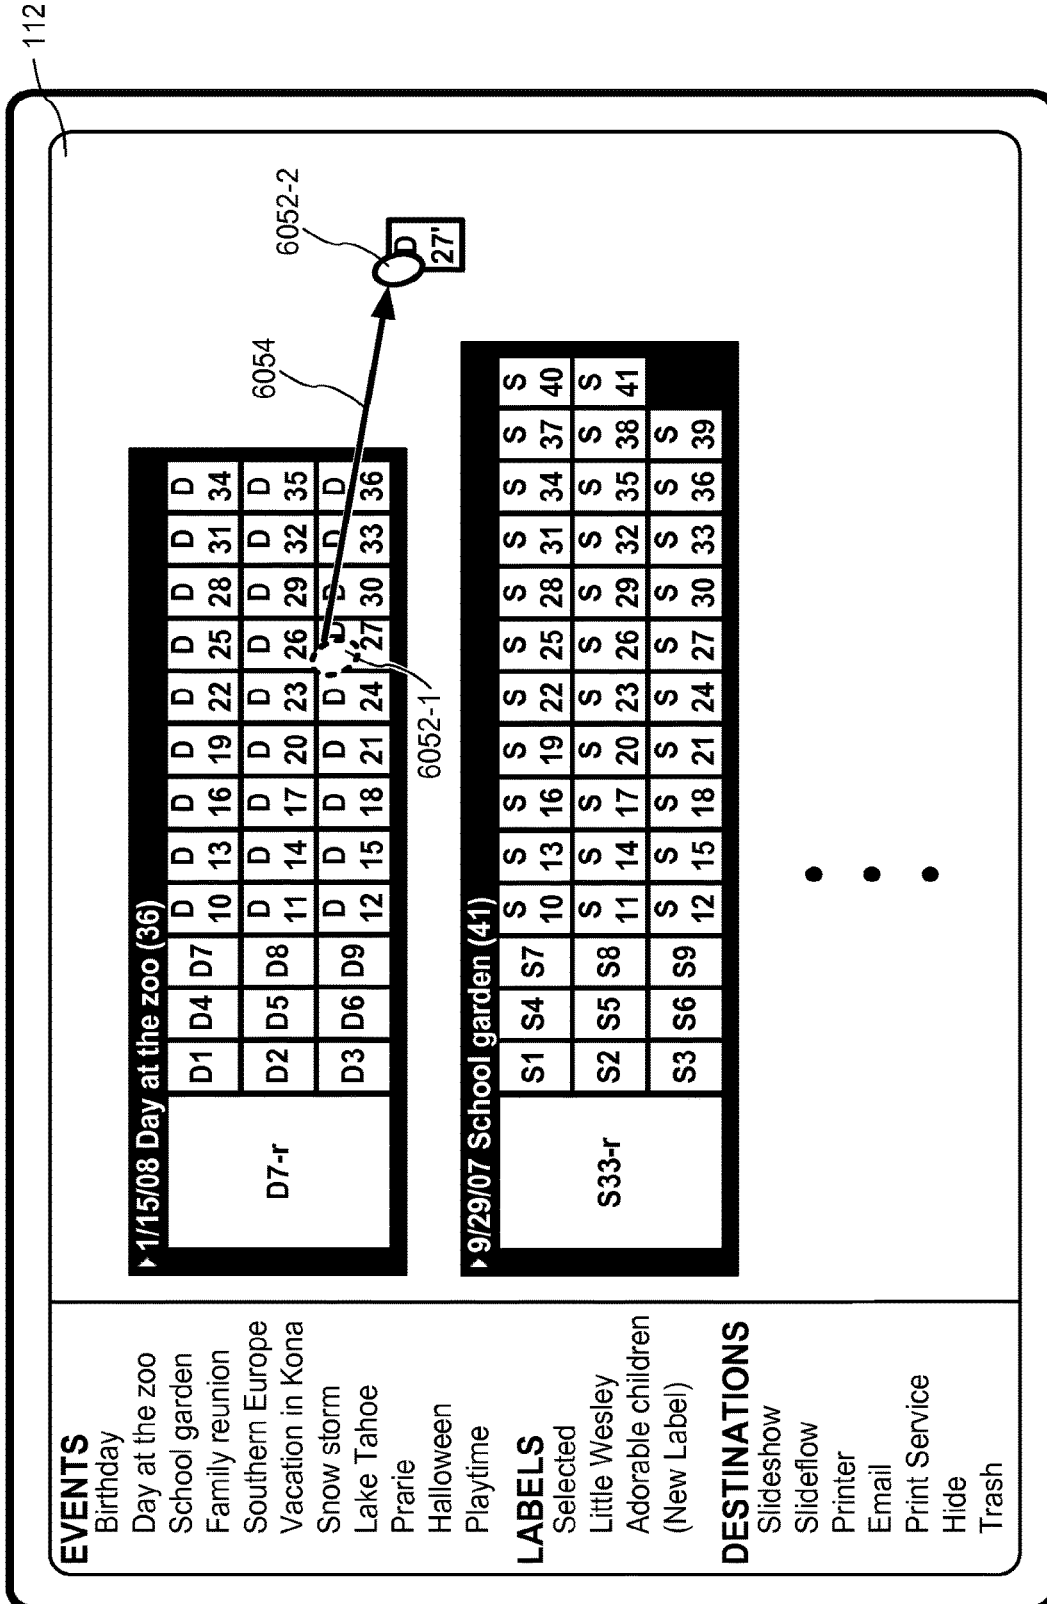 112
EVENTS
Birthday
Day at the zoo
School garden
Family reunion
Southern Europe
Vacation in Kona
Snow storm
Lake Tahoe
Prarie
Halloween
Playtime
LABELS
Selected
Little Wesley
Adorable children
(New Label)
DESTINATIONS
Slideshow
Slideflow
Printer
Email
Print Service
Hide
Trash
1/15/08 Day at the zoo (36)
D7-r
D1 D4 D7 D 10 D 13 D 16 D 19 D 22 D 25 D 28 D 31 D 34
D2 D5 D8 D 11 D 14 D 17 D 20 D 23 D 26 D 29 D 32 D 35
D3 D6 D9 D 12 D 15 D 18 D 21 D 24 D 27 D 30 D 33 D 36
6052-1
6054
6052-2
D 27'
9/29/07 School garden (41)
S33-r
S1 S4 S7 S 10 S 13 S 16 S 19 S 22 S 25 S 28 S 31 S 34 S 37 S 40
S2 S5 S8 S 11 S 14 S 17 S 20 S 23 S 26 S 29 S 32 S 35 S 38 S 41
S3 S6 S9 S 12 S 15 S 18 S 21 S 24 S 27 S 30 S 33 S 36 S 39